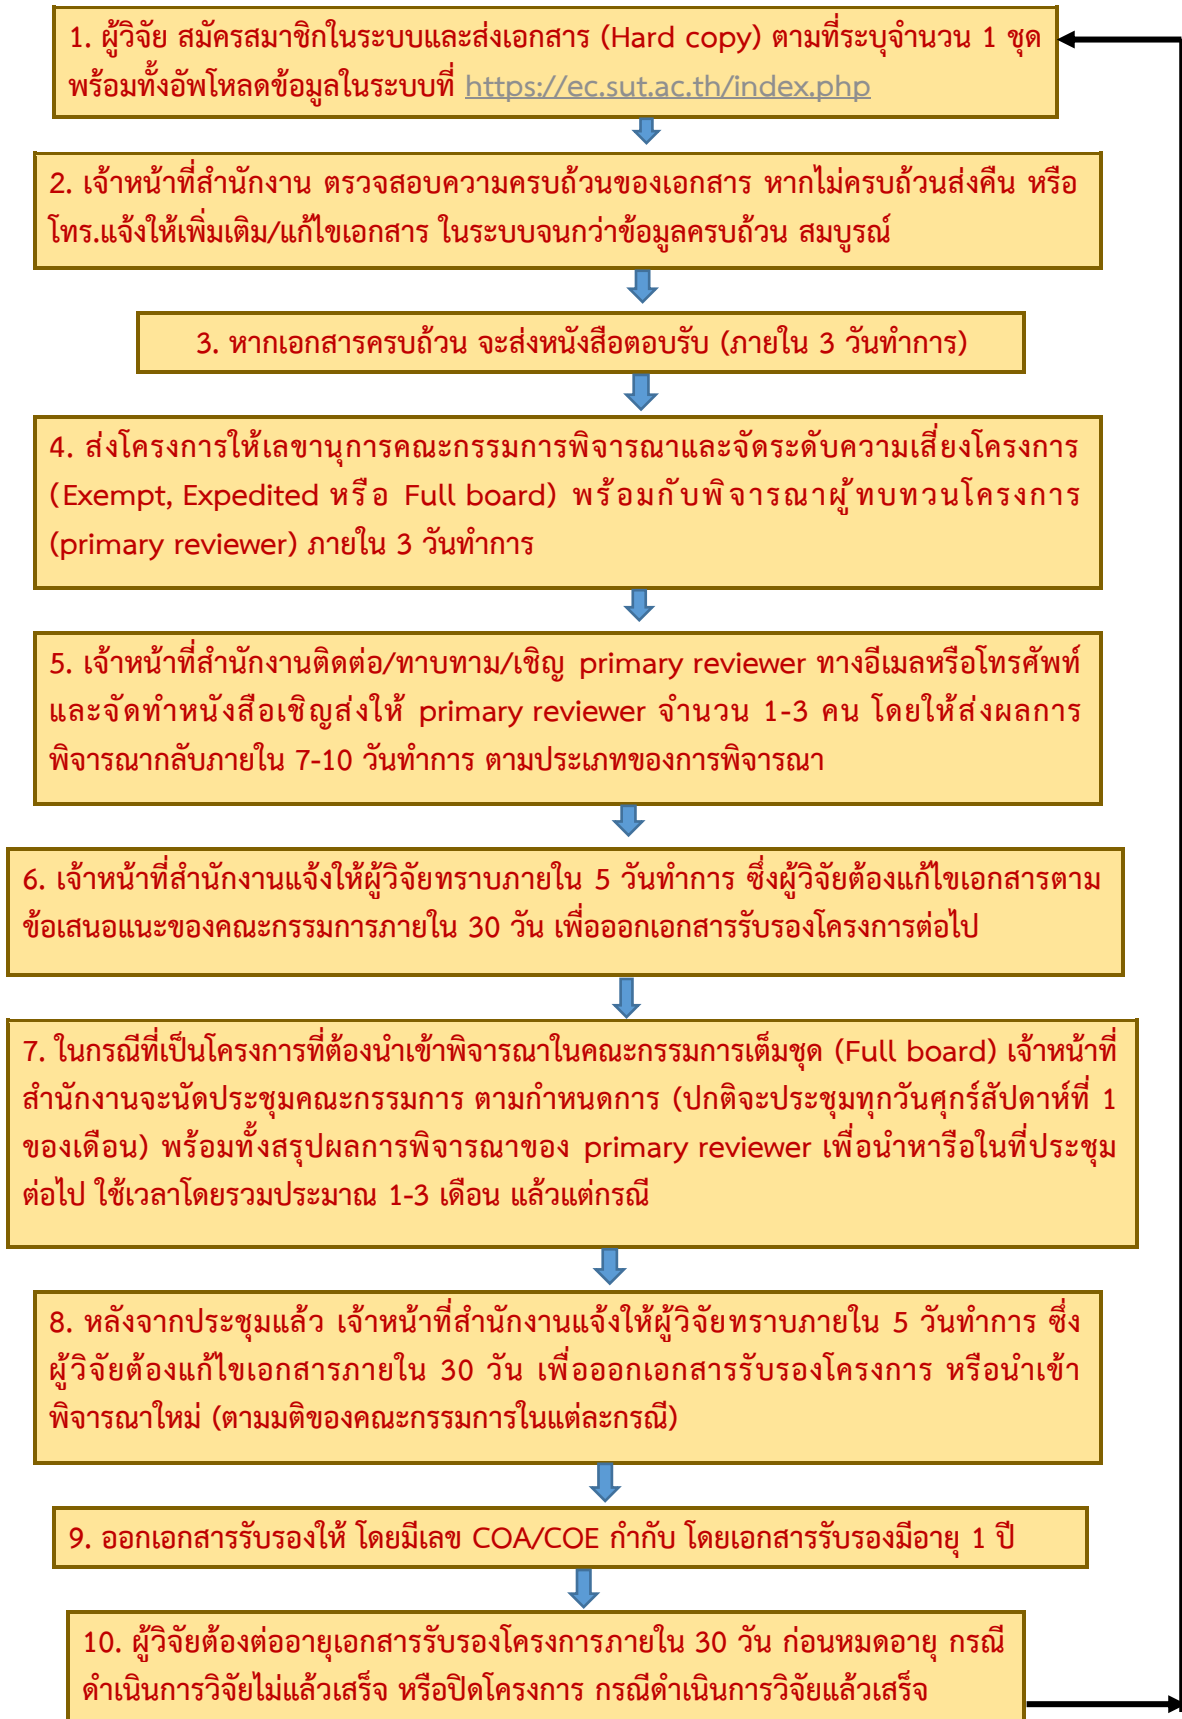 1. ผู้วิจัย สมัครสมาชิกในระบบและส่งเอกสาร (Hard copy) ตามที่ระบุจำนวน 1 ชุด
พร้อมทั้งอัพโหลดข้อมูลในระบบที่ https://ec.sut.ac.th/index.php
2. เจ้าหน้าที่สำนักงาน ตรวจสอบความครบถ้วนของเอกสาร หากไม่ครบถ้วนส่งคืน หรือ
โทร.แจ้งให้เพิ่มเติม/แก้ไขเอกสาร ในระบบจนกว่าข้อมูลครบถ้วน สมบูรณ์
3. หากเอกสารครบถ้วน จะส่งหนังสือตอบรับ (ภายใน 3 วันทำการ)
4. ส่งโครงการให้เลขานุการคณะกรรมการพิจารณาและจัดระดับความเสี่ยงโครงการ
(Exempt, Expedited หรือ Full board) พร้อมกับพิจารณาผู้ทบทวนโครงการ
(primary reviewer) ภายใน 3 วันทำการ
5. เจ้าหน้าที่สำนักงานติดต่อ/ทาบทาม/เชิญ primary reviewer ทางอีเมลหรือโทรศัพท์
และจัดทำหนังสือเชิญส่งให้ primary reviewer จำนวน 1-3 คน โดยให้ส่งผลการ
พิจารณากลับภายใน 7-10 วันทำการ ตามประเภทของการพิจารณา
6. เจ้าหน้าที่สำนักงานแจ้งให้ผู้วิจัยทราบภายใน 5 วันทำการ ซึ่งผู้วิจัยต้องแก้ไขเอกสารตาม
ข้อเสนอแนะของคณะกรรมการภายใน 30 วัน เพื่อออกเอกสารรับรองโครงการต่อไป
7. ในกรณีที่เป็นโครงการที่ต้องนำเข้าพิจารณาในคณะกรรมการเต็มชุด (Full board) เจ้าหน้าที่
สำนักงานจะนัดประชุมคณะกรรมการ ตามกำหนดการ (ปกติจะประชุมทุกวันศุกร์สัปดาห์ที่ 1
ของเดือน) พร้อมทั้งสรุปผลการพิจารณาของ primary reviewer เพื่อนำหารือในที่ประชุม
ต่อไป ใช้เวลาโดยรวมประมาณ 1-3 เดือน แล้วแต่กรณี
8. หลังจากประชุมแล้ว เจ้าหน้าที่สำนักงานแจ้งให้ผู้วิจัยทราบภายใน 5 วันทำการ ซึ่ง
ผู้วิจัยต้องแก้ไขเอกสารภายใน 30 วัน เพื่อออกเอกสารรับรองโครงการ หรือนำเข้า
พิจารณาใหม่ (ตามมติของคณะกรรมการในแต่ละกรณี)
9. ออกเอกสารรับรองให้ โดยมีเลข COA/COE กำกับ โดยเอกสารรับรองมีอายุ 1 ปี
10. ผู้วิจัยต้องต่ออายุเอกสารรับรองโครงการภายใน 30 วัน ก่อนหมดอายุ กรณี
ดำเนินการวิจัยไม่แล้วเสร็จ หรือปิดโครงการ กรณีดำเนินการวิจัยแล้วเสร็จ